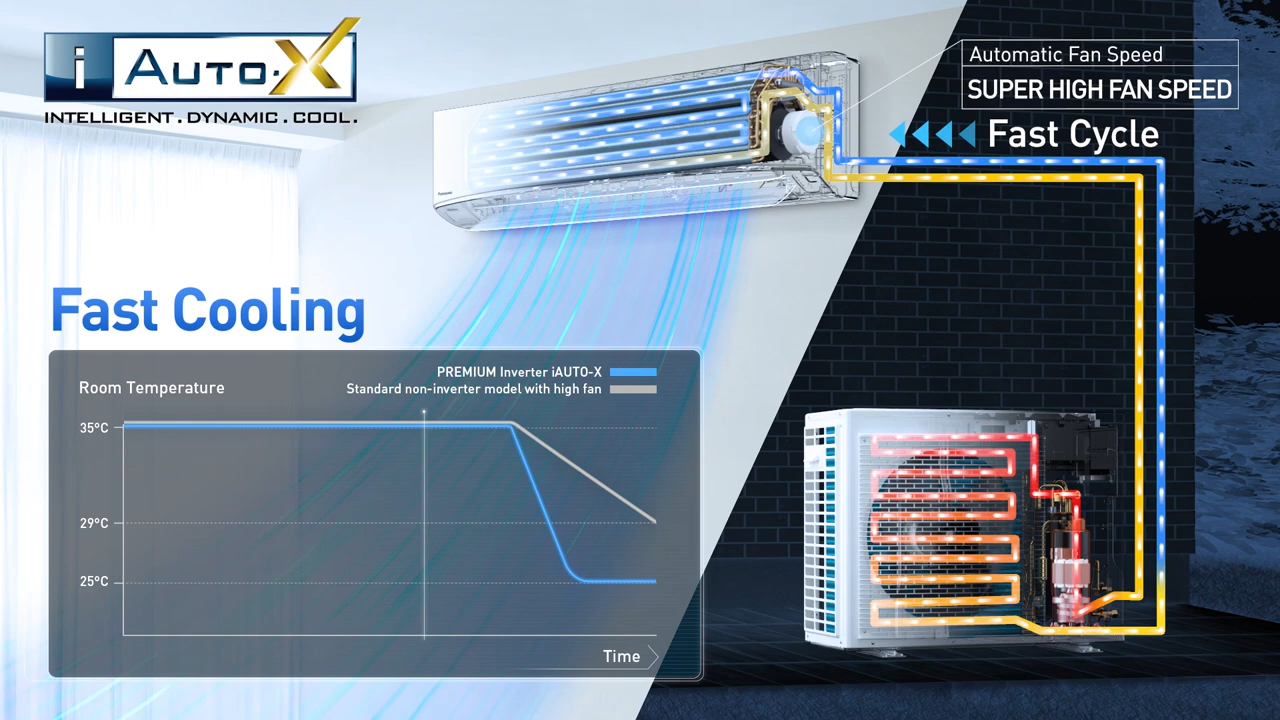 i AUTO-X
INTELLIGENT.DYNAMIC.COOL.
Automatic Fan Speed
SUPER HIGH FAN SPEED
Fast Cycle
Panasonic
Fast Cooling
PREMIUM Inverter iAUTO-X
Room Temperature
Standard non-inverter model with high fan
35°C
29°C
25°C
Time